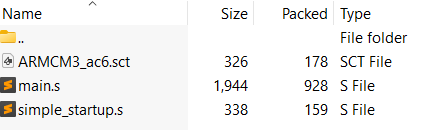 Name Size Packed Type
.. File folder
ARMCM3_ac6.sct 326 178 SCT File
main.s 1,944 928 S File
simple_startup.s 338 159 S File